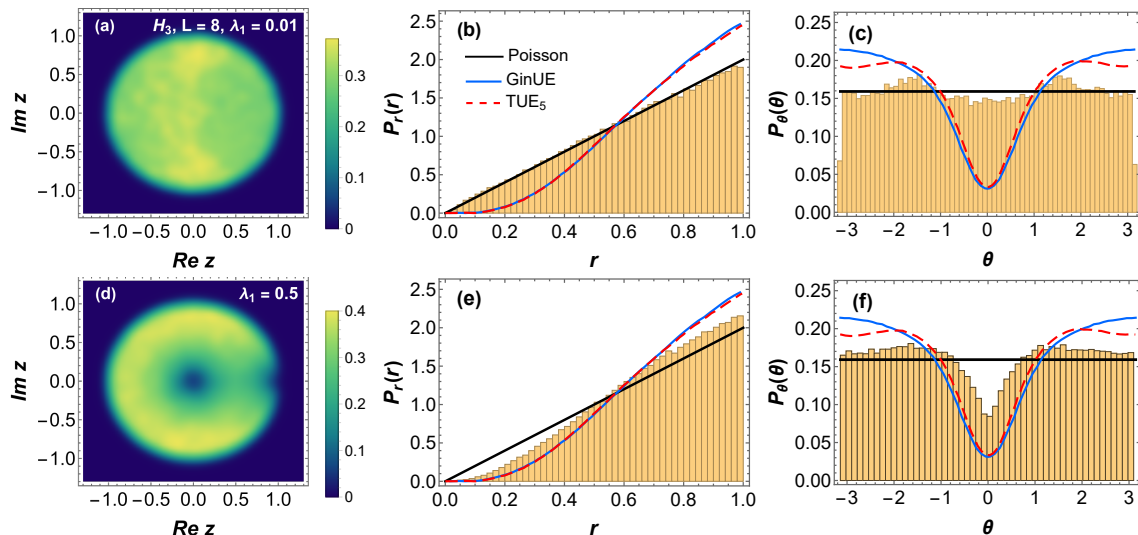 (a) H3, L = 8, λ1 = 0.01
1.0
0.5
0.0
−0.5
−1.0
Im z
−1.0 −0.5 0.0 0.5 1.0
Re z
0.3
0.2
0.1
0
(b)
Poisson
GinUE
TUE5
2.5
2.0
1.5
1.0
0.5
0.0
Pr(r)
0.0 0.2 0.4 0.6 0.8 1.0
r
(c)
0.20
0.15
0.10
0.05
0.00
Pθ(θ)
−3 −2 −1 0 1 2 3
θ
(d) λ1 = 0.5
1.0
0.5
0.0
−0.5
−1.0
Im z
−1.0 −0.5 0.0 0.5 1.0
Re z
0.4
0.3
0.2
0.1
0
(e)
2.5
2.0
1.5
1.0
0.5
0.0
Pr(r)
0.0 0.2 0.4 0.6 0.8 1.0
r
(f)
0.20
0.15
0.10
0.05
0.00
Pθ(θ)
−3 −2 −1 0 1 2 3
θ